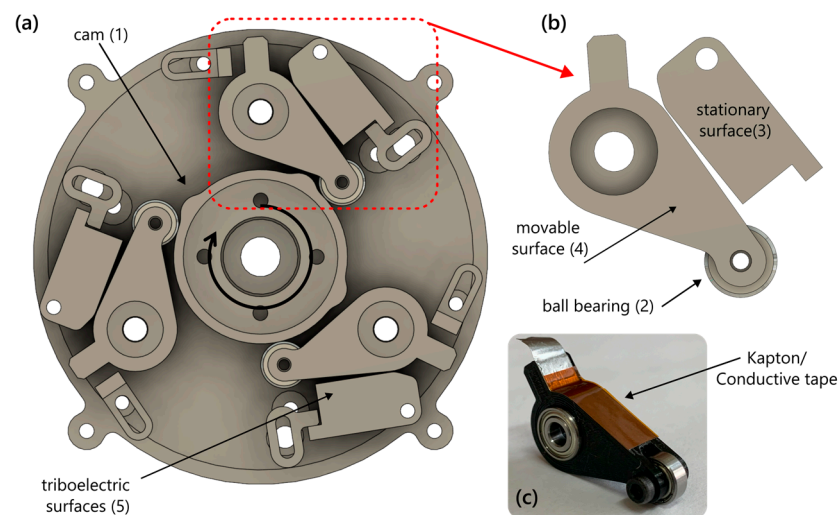 (a)
cam (1)
triboelectric
surfaces (5)
(b)
stationary
surface(3)
movable
surface (4)
ball bearing (2)
Kapton/
Conductive tape
(c)